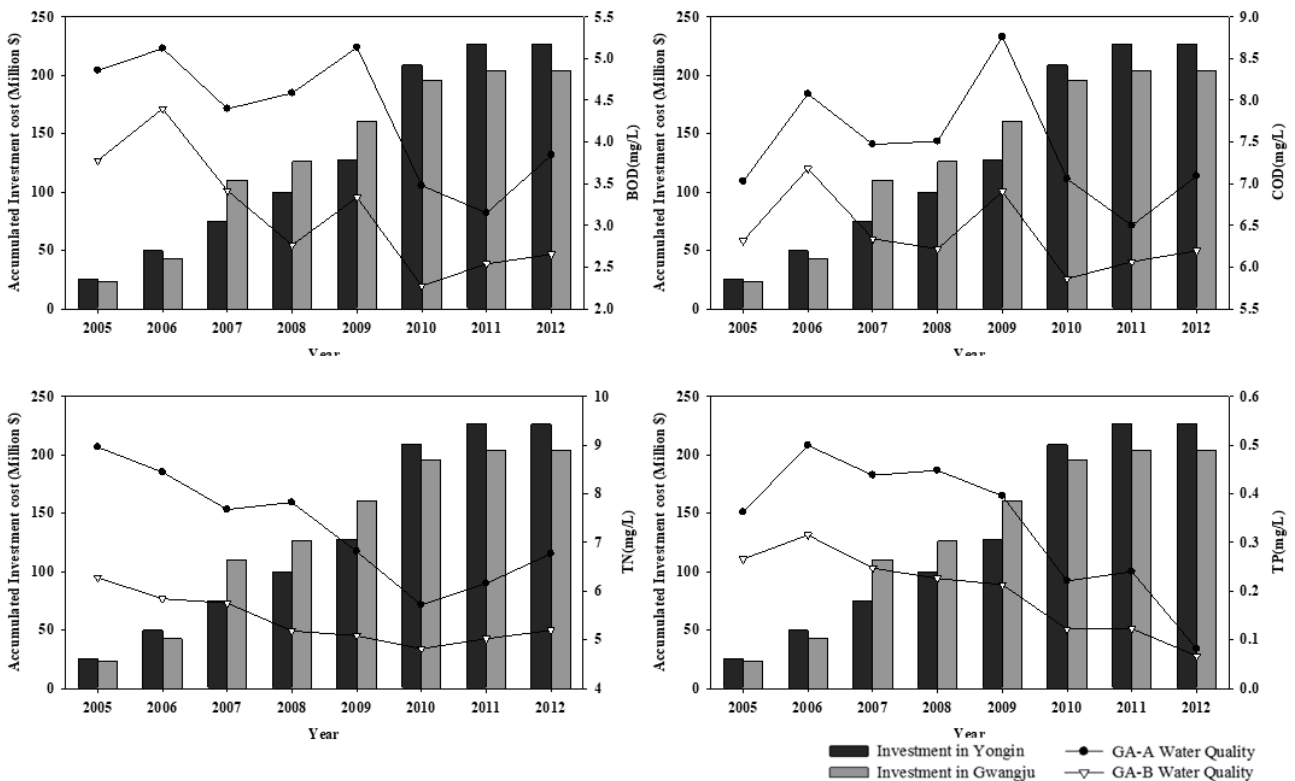 250
200
150
100
50
0
Accumulated Investment cost (Million $)
5.5
5.0
4.5
4.0
3.5
3.0
2.5
2.0
BOD(mg/L)
2005 2006 2007 2008 2009 2010 2011 2012
Year
250
200
150
100
50
0
Accumulated Investment cost (Million $)
9.0
8.5
8.0
7.5
7.0
6.5
6.0
5.5
COD(mg/L)
2005 2006 2007 2008 2009 2010 2011 2012
Year
250
200
150
100
50
0
Accumulated Investment cost (Million $)
10
9
8
7
6
5
4
TN(mg/L)
2005 2006 2007 2008 2009 2010 2011 2012
Year
250
200
150
100
50
0
Accumulated Investment cost (Million $)
0.6
0.5
0.4
0.3
0.2
0.1
0.0
TP(mg/L)
2005 2006 2007 2008 2009 2010 2011 2012
Year
Investment in Yongin
GA-A Water Quality
Investment in Gwangju
GA-B Water Quality